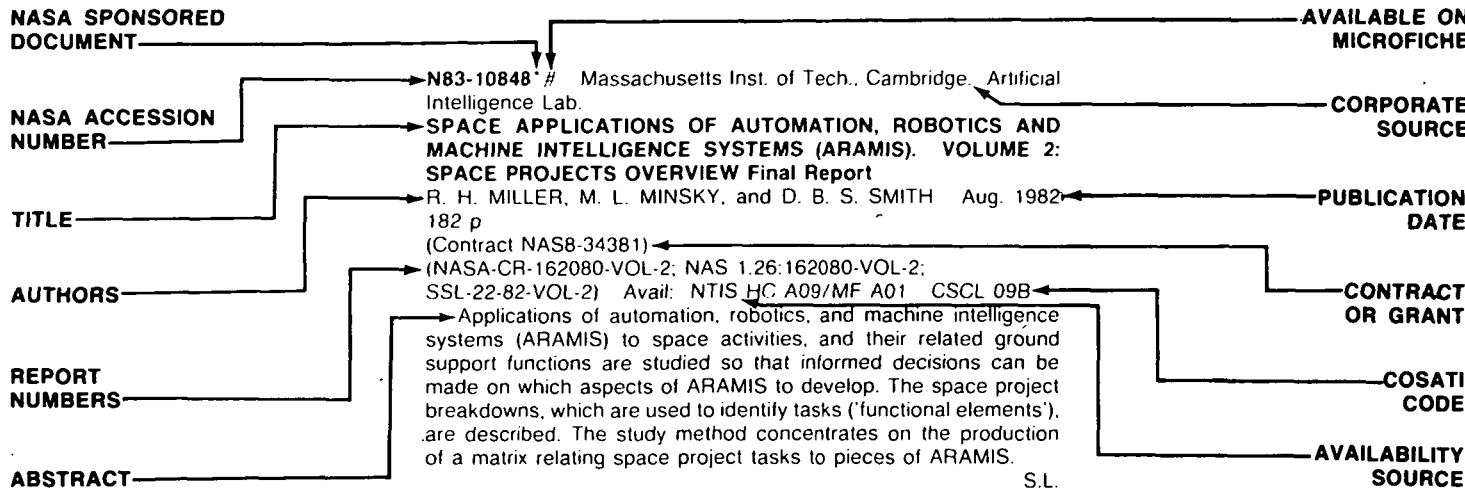 NASA SPONSORED
DOCUMENT
AVAILABLE ON
MICROFICHE
N83-10848*# Massachusetts Inst. of Tech., Cambridge. Artificial
Intelligence Lab.
NASA ACCESSION
NUMBER
CORPORATE
SOURCE
SPACE APPLICATIONS OF AUTOMATION, ROBOTICS AND
MACHINE INTELLIGENCE SYSTEMS (ARAMIS). VOLUME 2:
SPACE PROJECTS OVERVIEW Final Report
TITLE
R. H. MILLER, M. L. MINSKY, and D. B. S. SMITH Aug. 1982
182 p
PUBLICATION
DATE
(Contract NAS8-34381)
(NASA-CR-162080-VOL-2; NAS 1.26:162080-VOL-2;
SSL-22-82-VOL-2) Avail: NTIS HC A09/MF A01 CSCL 09B
AUTHORS
CONTRACT
OR GRANT
Applications of automation, robotics, and machine intelligence
systems (ARAMIS) to space activities, and their related ground
support functions are studied so that informed decisions can be
made on which aspects of ARAMIS to develop. The space project
breakdowns, which are used to identify tasks ('functional elements'),
are described. The study method concentrates on the production
of a matrix relating space project tasks to pieces of ARAMIS.
S.L.
REPORT
NUMBERS
COSATI
CODE
ABSTRACT
AVAILABILITY
SOURCE